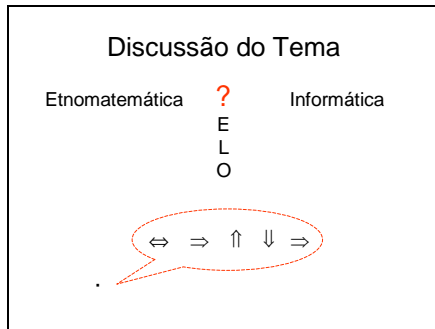 Discussão do Tema
Etnomatemática ? Informática
E
L
O
⇔ ⇒ ⇑ ⇓ ⇒
.